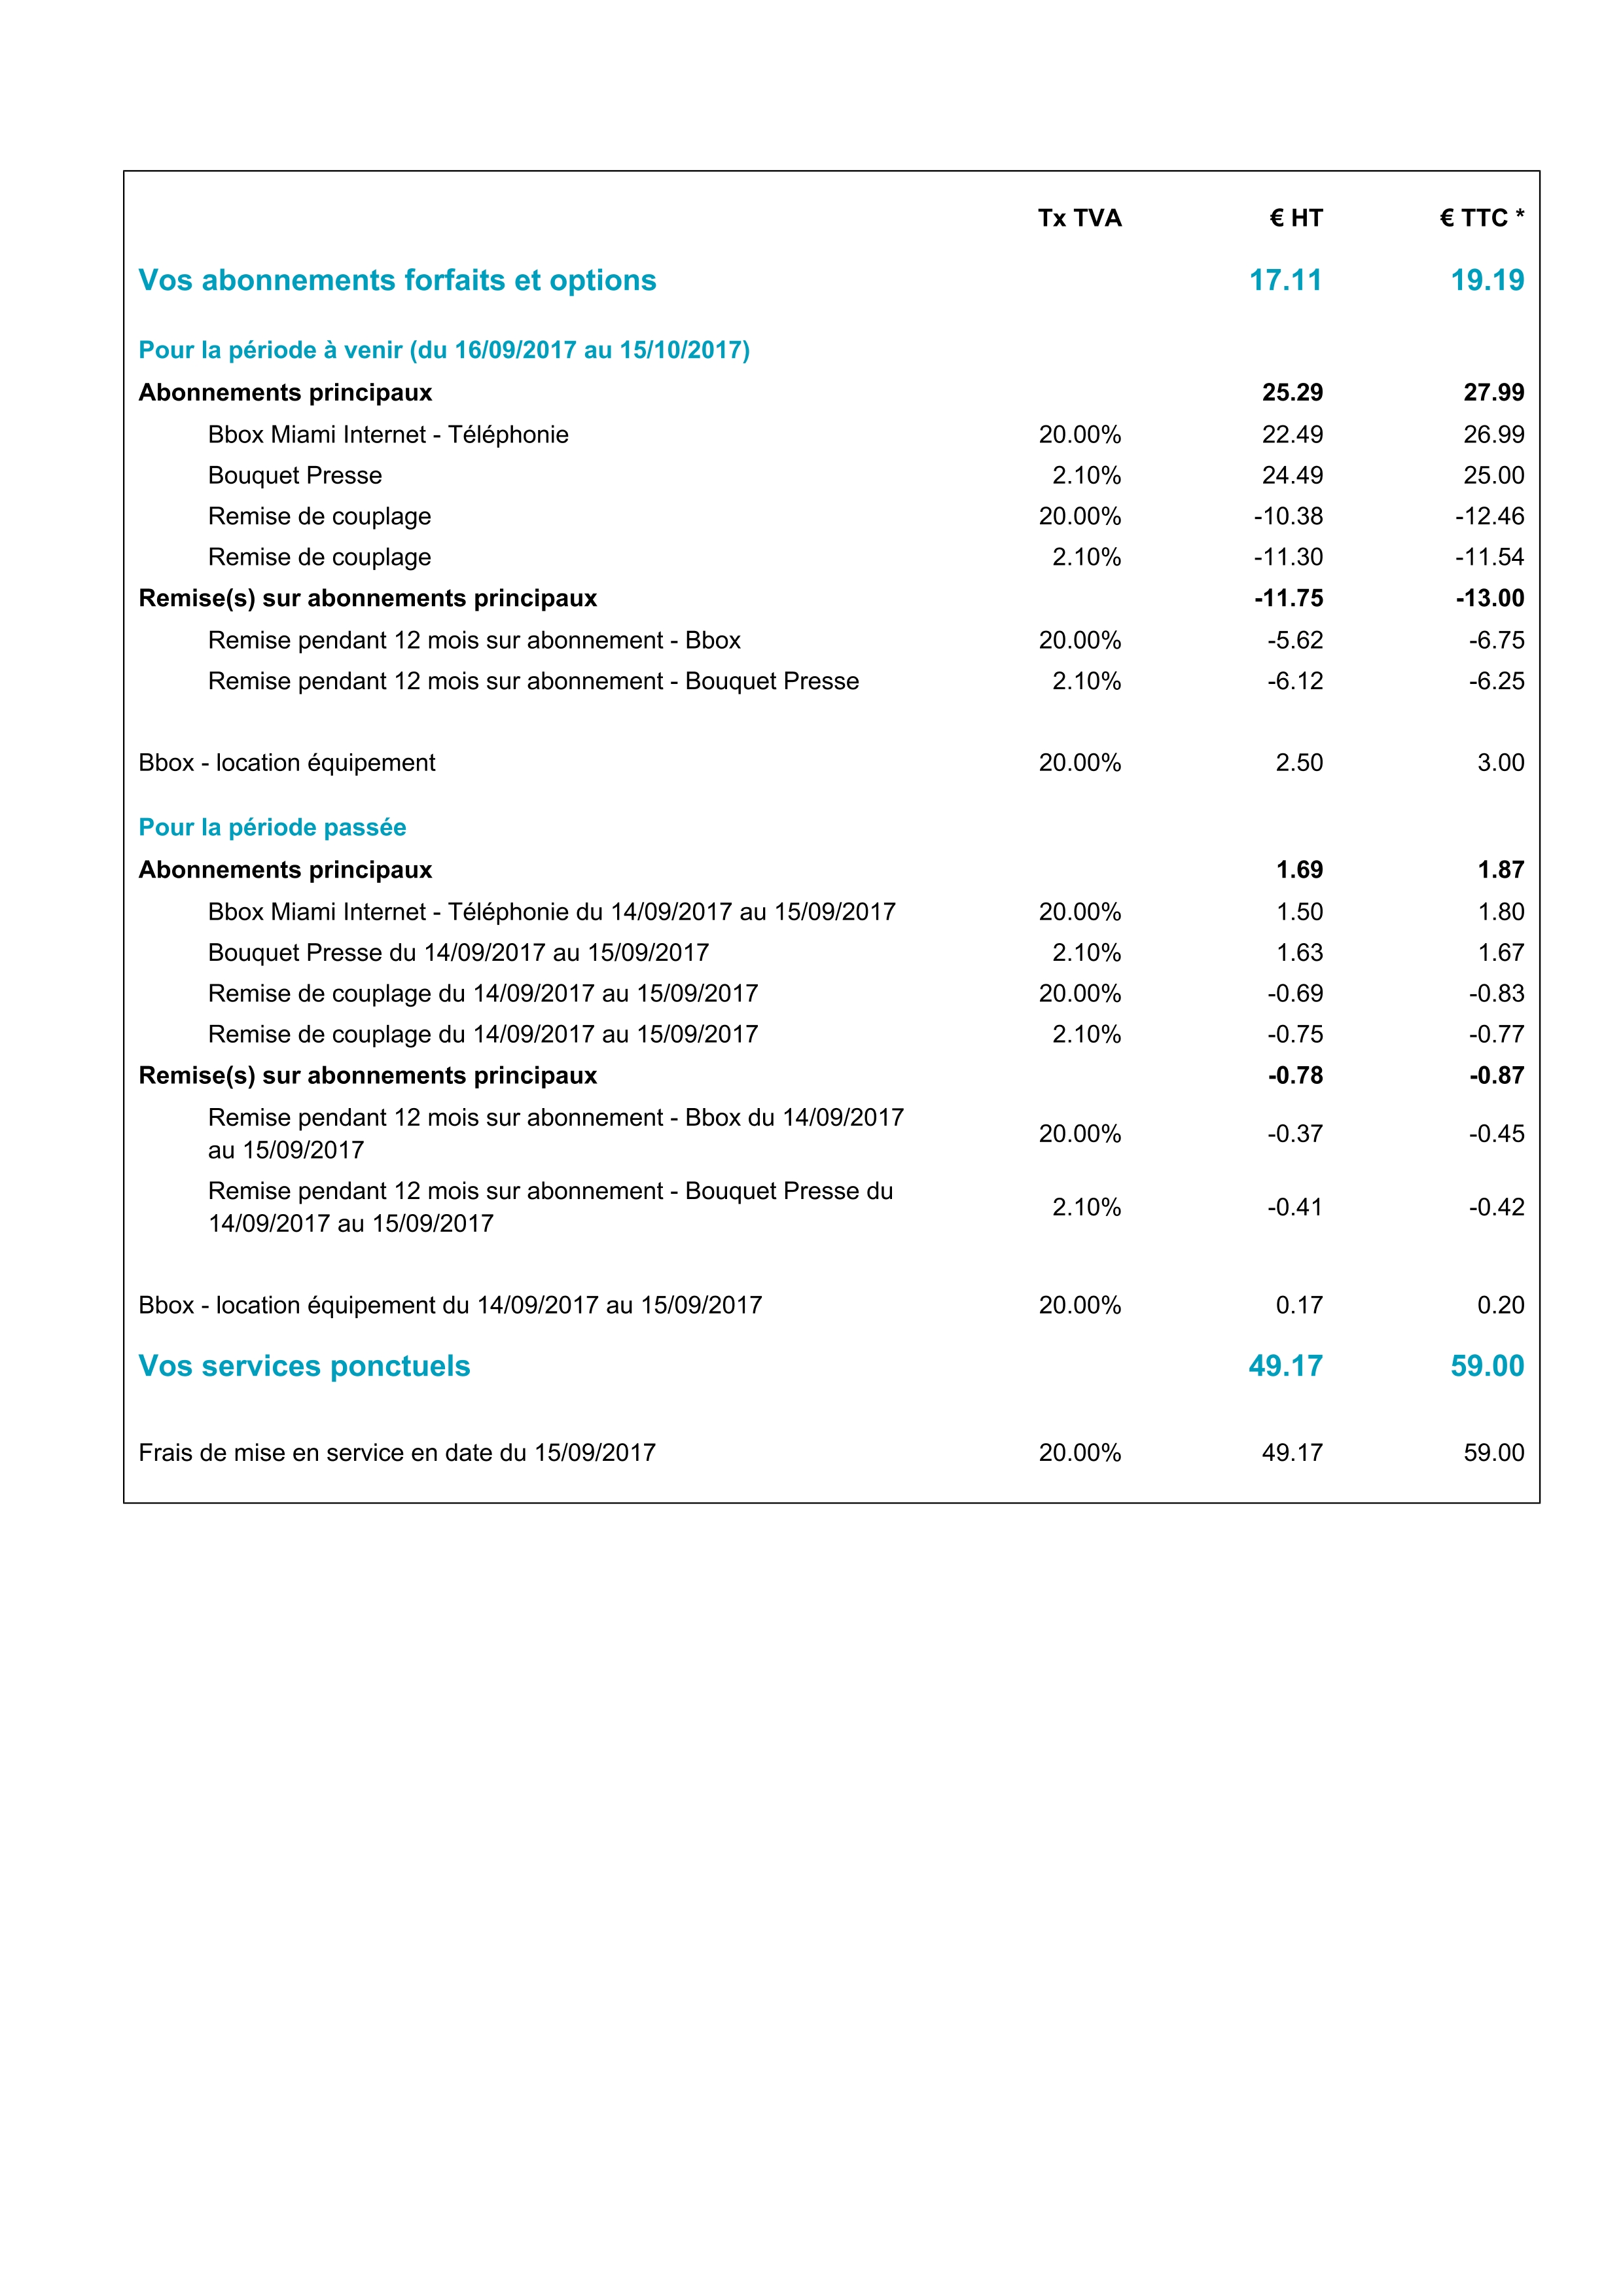 Tx TVA € HT € TTC *
Vos abonnements forfaits et options 17.11 19.19
Pour la période à venir (du 16/09/2017 au 15/10/2017)
Abonnements principaux 25.29 27.99
Bbox Miami Internet - Téléphonie 20.00% 22.49 26.99
Bouquet Presse 2.10% 24.49 25.00
Remise de couplage 20.00% -10.38 -12.46
Remise de couplage 2.10% -11.30 -11.54
Remise(s) sur abonnements principaux -11.75 -13.00
Remise pendant 12 mois sur abonnement - Bbox 20.00% -5.62 -6.75
Remise pendant 12 mois sur abonnement - Bouquet Presse 2.10% -6.12 -6.25
Bbox - location équipement 20.00% 2.50 3.00
Pour la période passée
Abonnements principaux 1.69 1.87
Bbox Miami Internet - Téléphonie du 14/09/2017 au 15/09/2017 20.00% 1.50 1.80
Bouquet Presse du 14/09/2017 au 15/09/2017 2.10% 1.63 1.67
Remise de couplage du 14/09/2017 au 15/09/2017 20.00% -0.69 -0.83
Remise de couplage du 14/09/2017 au 15/09/2017 2.10% -0.75 -0.77
Remise(s) sur abonnements principaux -0.78 -0.87
Remise pendant 12 mois sur abonnement - Bbox du 14/09/2017
au 15/09/2017 20.00% -0.37 -0.45
Remise pendant 12 mois sur abonnement - Bouquet Presse du
14/09/2017 au 15/09/2017 2.10% -0.41 -0.42
Bbox - location équipement du 14/09/2017 au 15/09/2017 20.00% 0.17 0.20
Vos services ponctuels 49.17 59.00
Frais de mise en service en date du 15/09/2017 20.00% 49.17 59.00